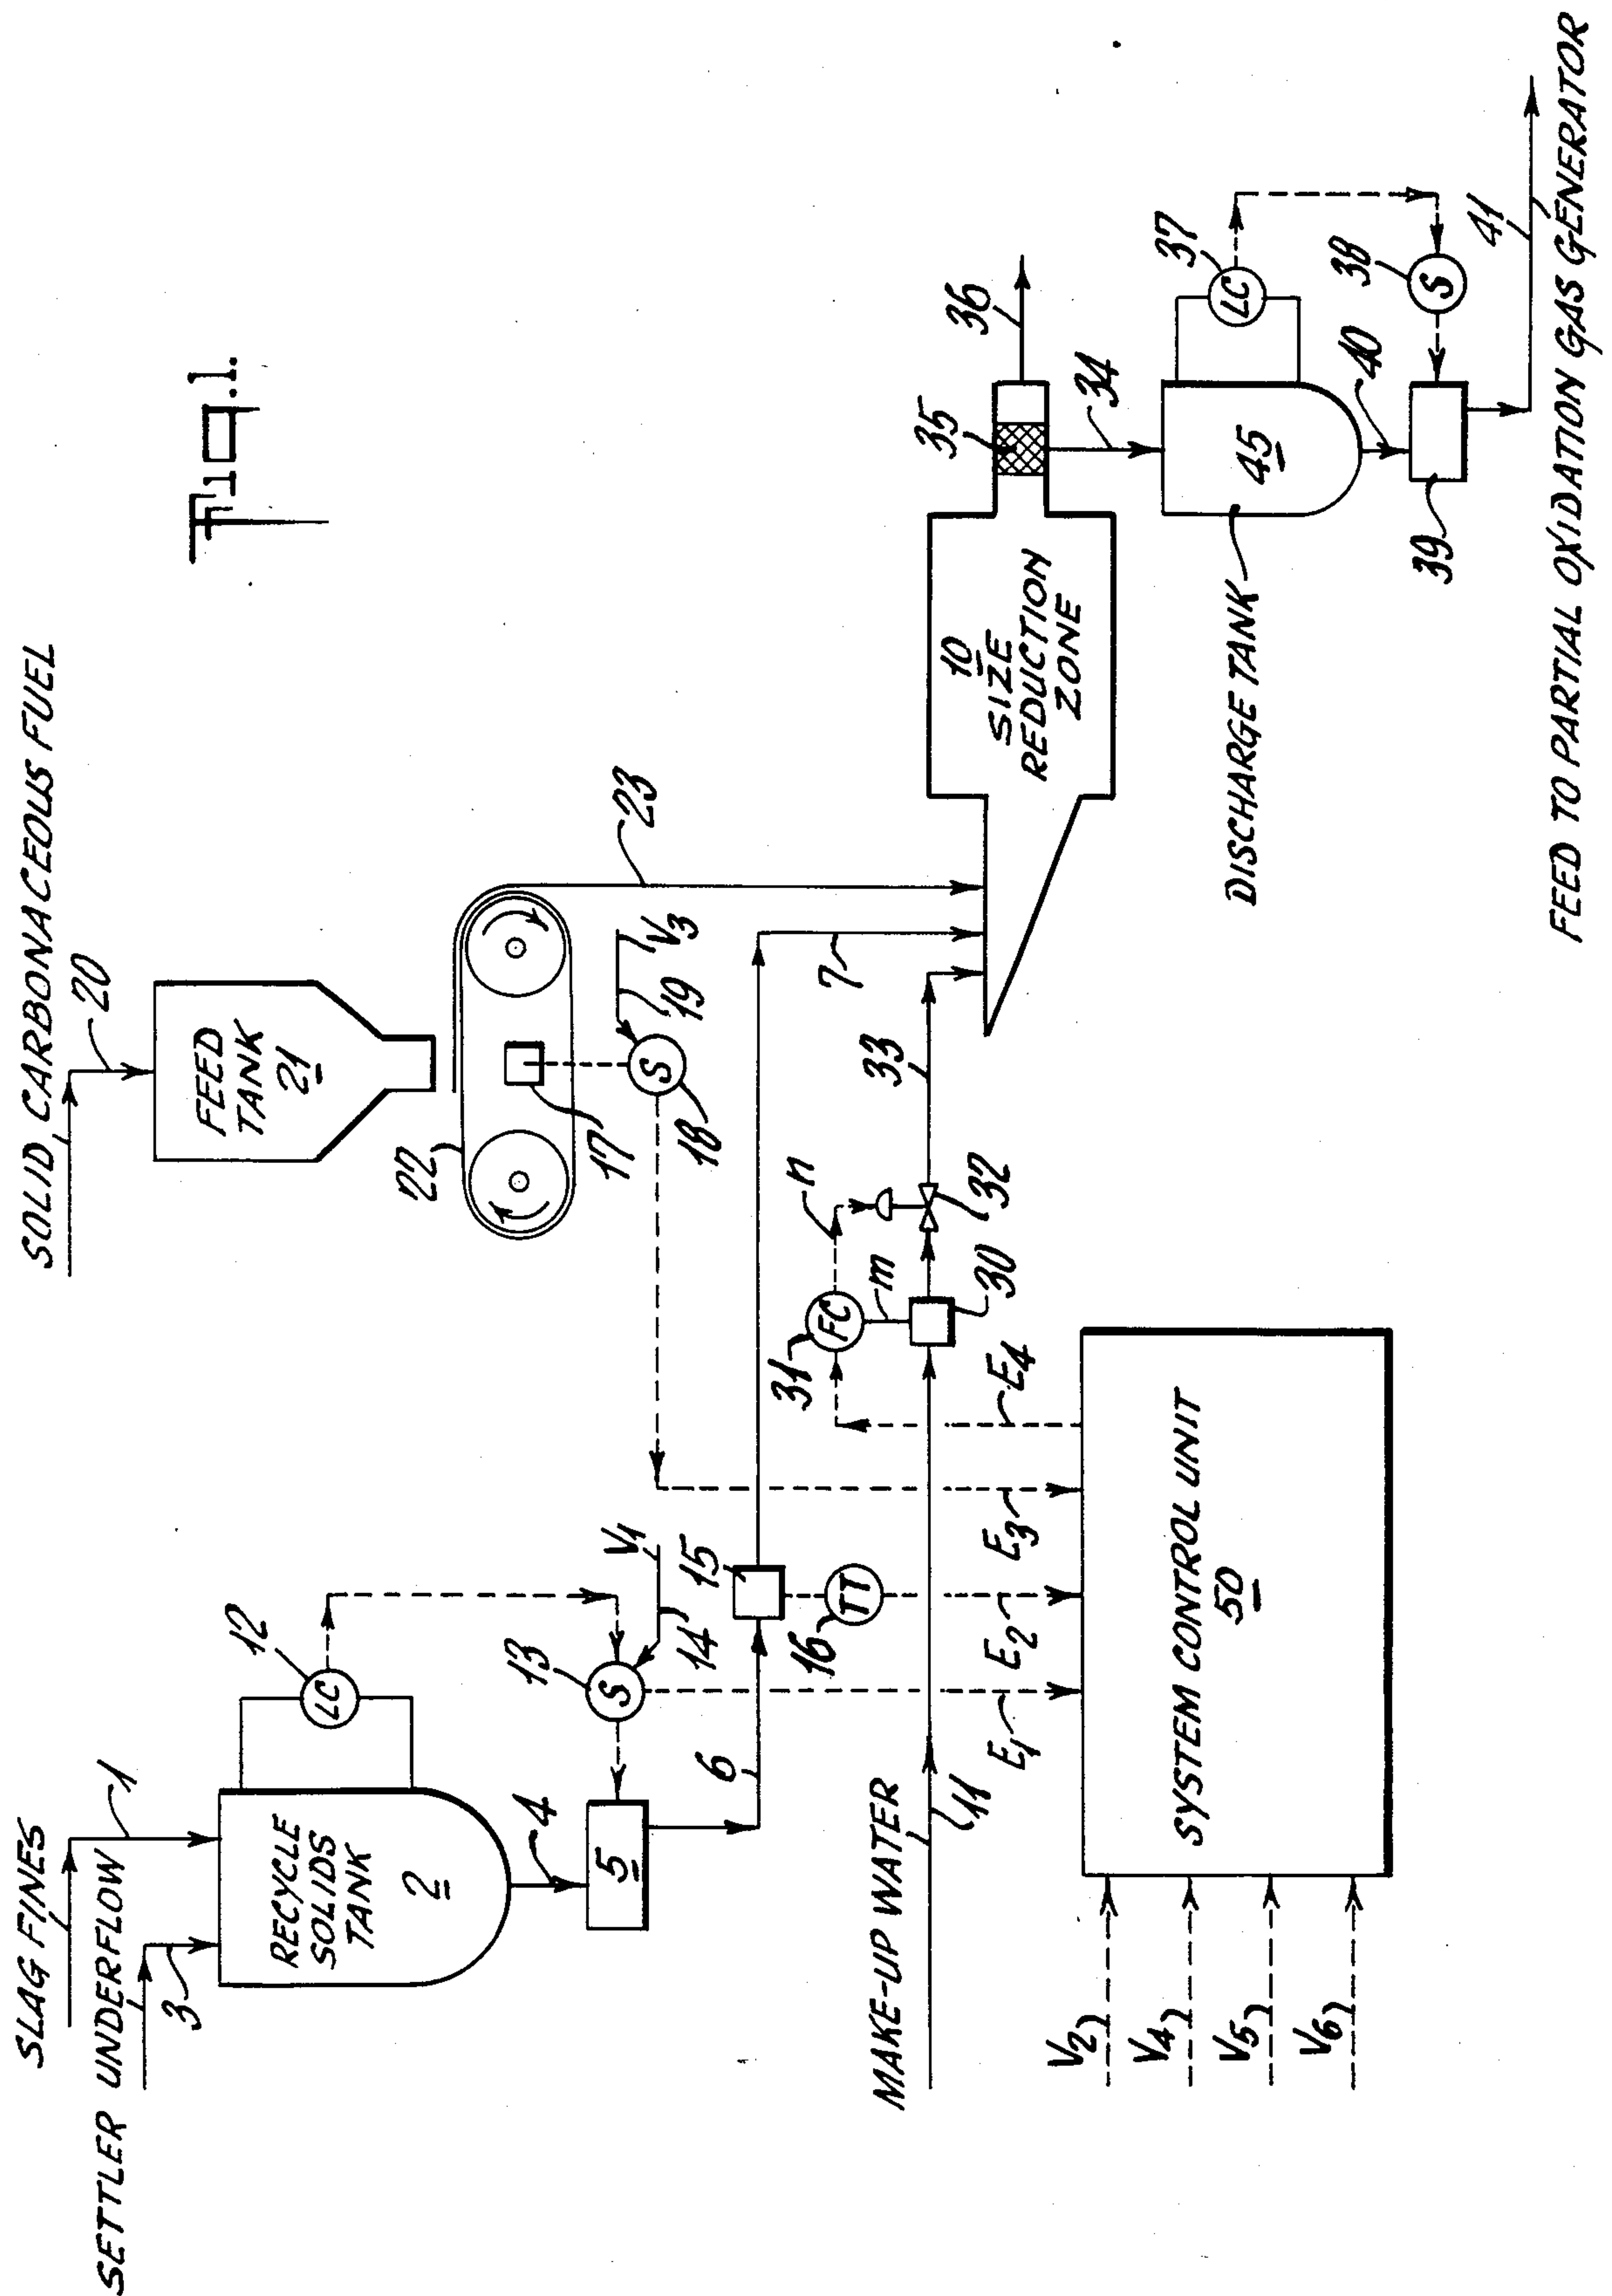 Fig. 1.
SLAG FINES
1
SETTLER UNDERFLOW
3
RECYCLE
SOLIDS
TANK
2
LC
12
4
5
6
S
13
14
V1
15
TT
16
SOLID CARBONACEOUS FUEL
20
FEED
TANK
21
22
17
S
18
19
V3
23
7
MAKE-UP WATER
11
E1
E2
E3
E4
31
FC
m
n
30
32
33
10
SIZE
REDUCTION
ZONE
35
36
34
DISCHARGE TANK
45
LC
37
S
38
40
39
41
FEED TO PARTIAL OXIDATION GAS GENERATOR
SYSTEM CONTROL UNIT
50
V2
V4
V5
V6